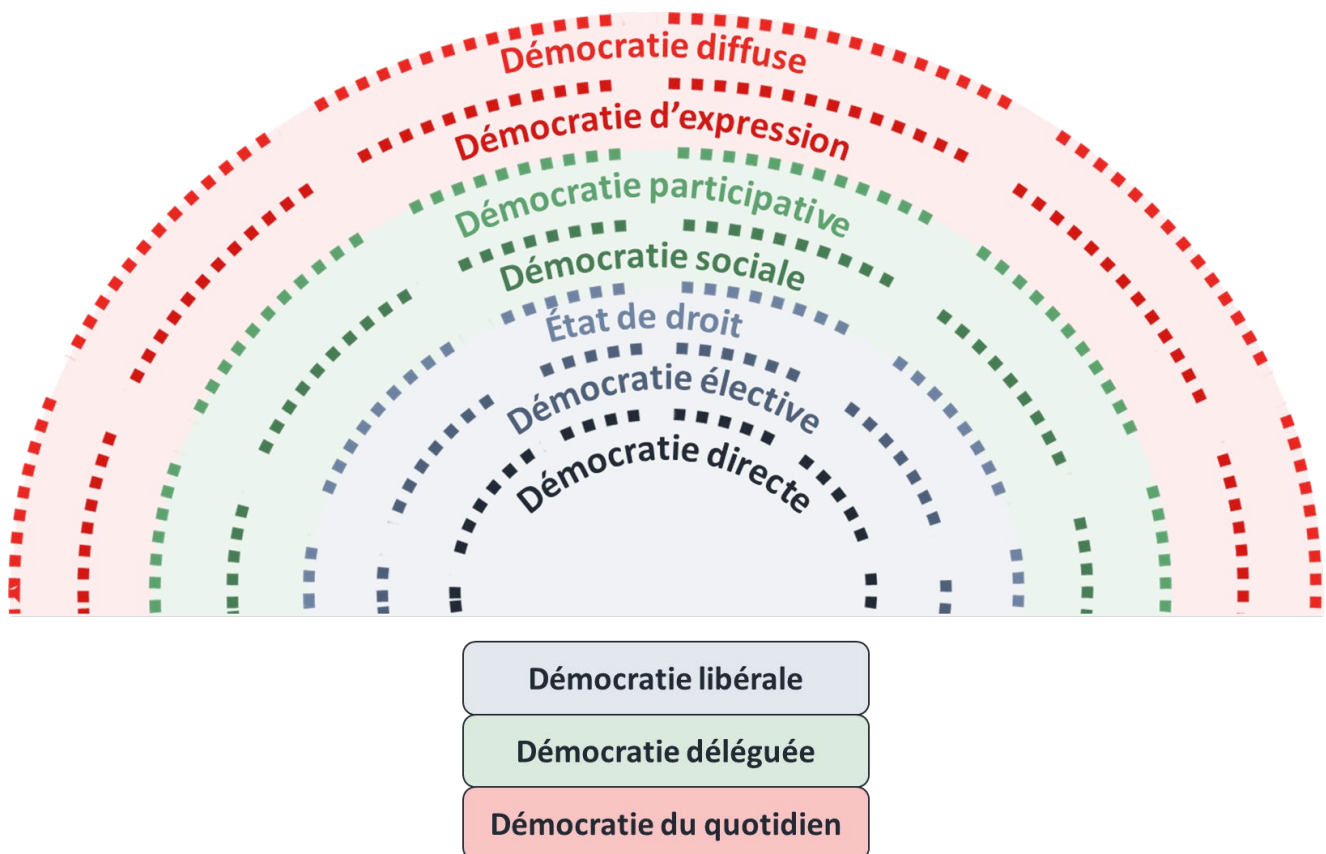 Démocratie diffuse
Démocratie d'expression
Démocratie participative
Démocratie sociale
État de droit
Démocratie élective
Démocratie directe
Démocratie libérale
Démocratie déléguée
Démocratie du quotidien